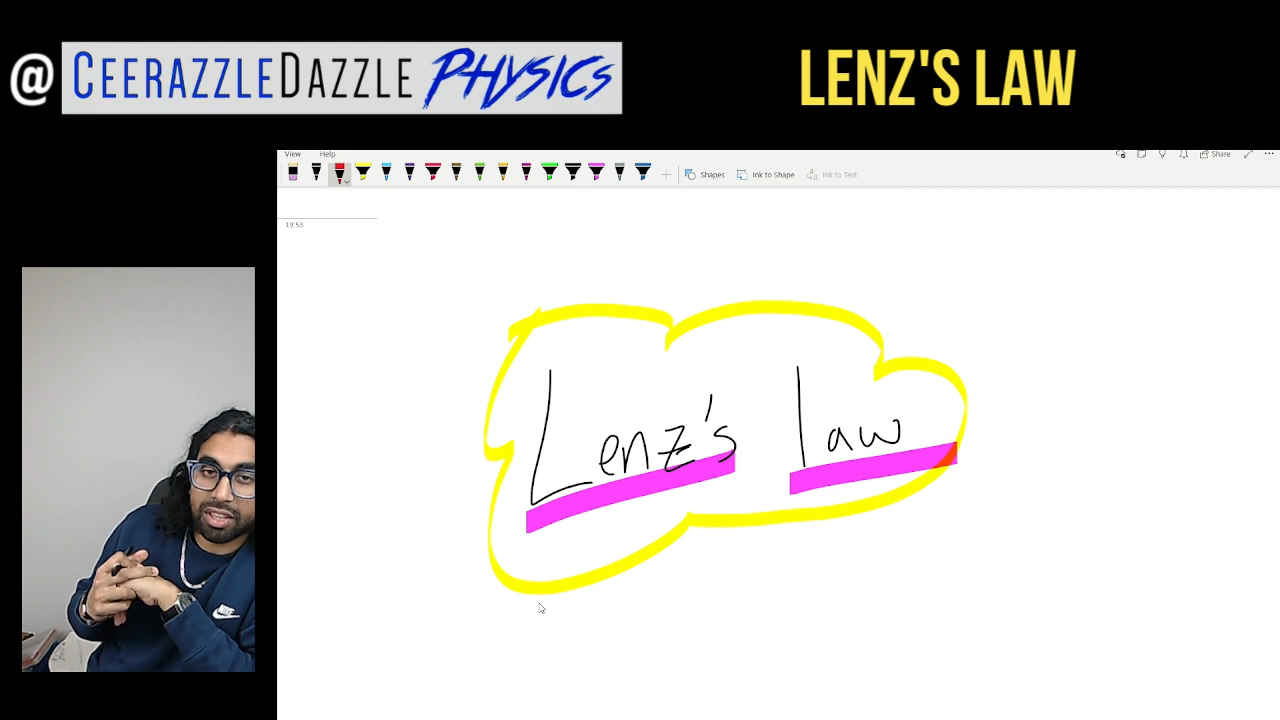 @ CEERAZZLEDAZZLE PHYSICS
LENZ'S LAW
View Help
Share
Shapes Ink to Shape Ink to Text
19:53
Lenz's law